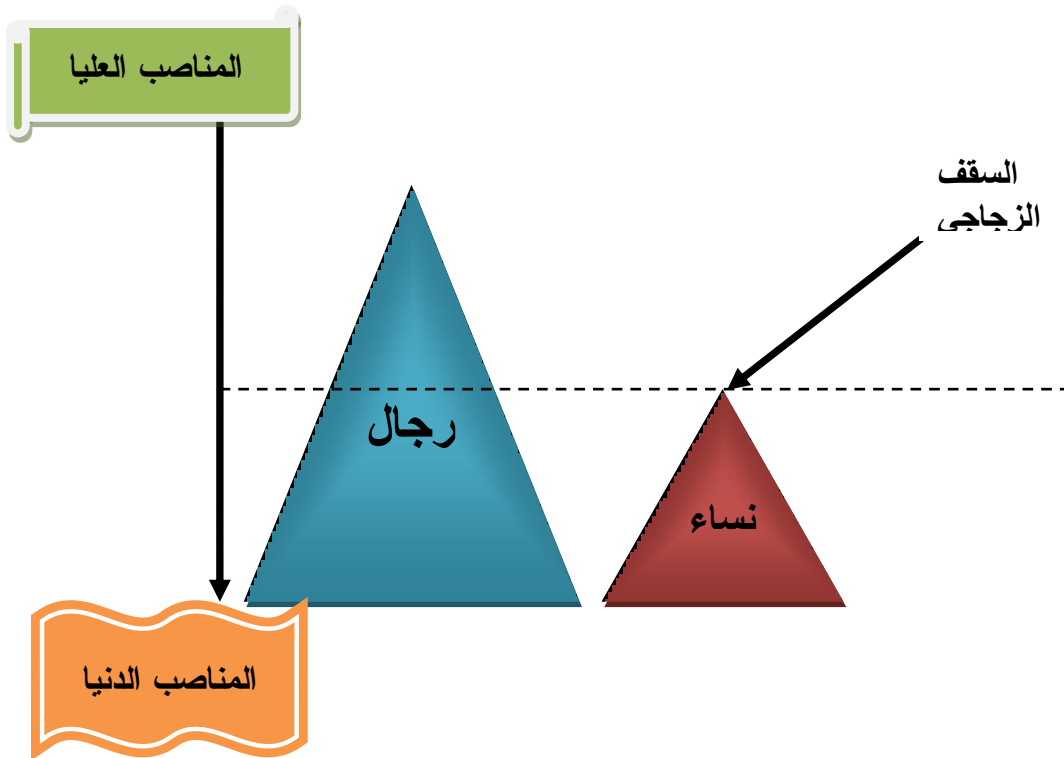 المناصب العليا
السقف
الزجاجي
رجال
نساء
المناصب الدنيا